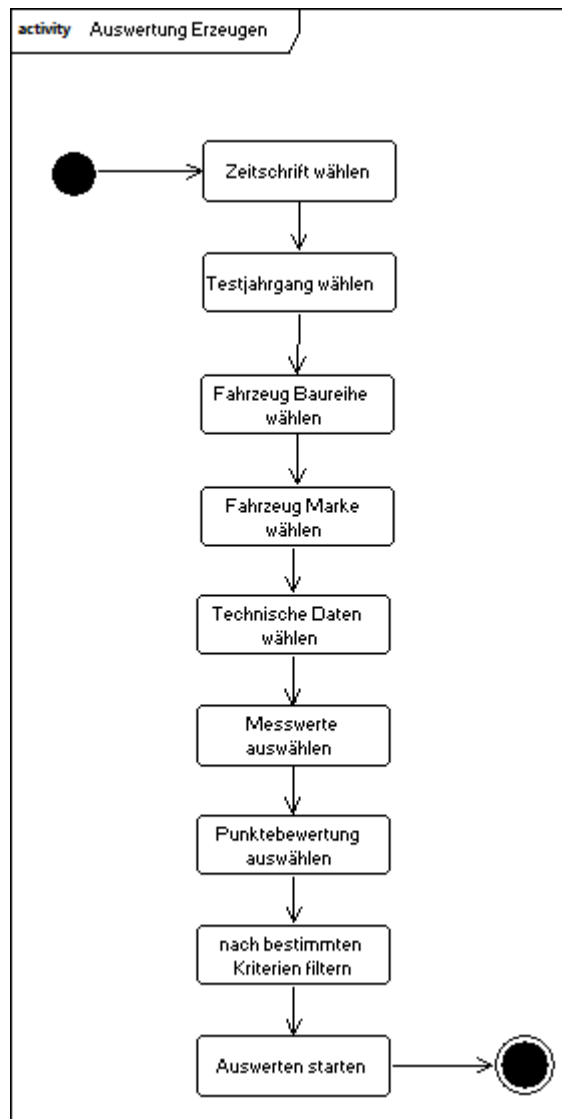 activity Auswertung Erzeugen
Zeitschrift wählen
Testjahrgang wählen
Fahrzeug Baureihe
wählen
Fahrzeug Marke
wählen
Technische Daten
wählen
Messwerte
auswählen
Punktebewertung
auswählen
nach bestimmten
Kriterien filtern
Auswerten starten